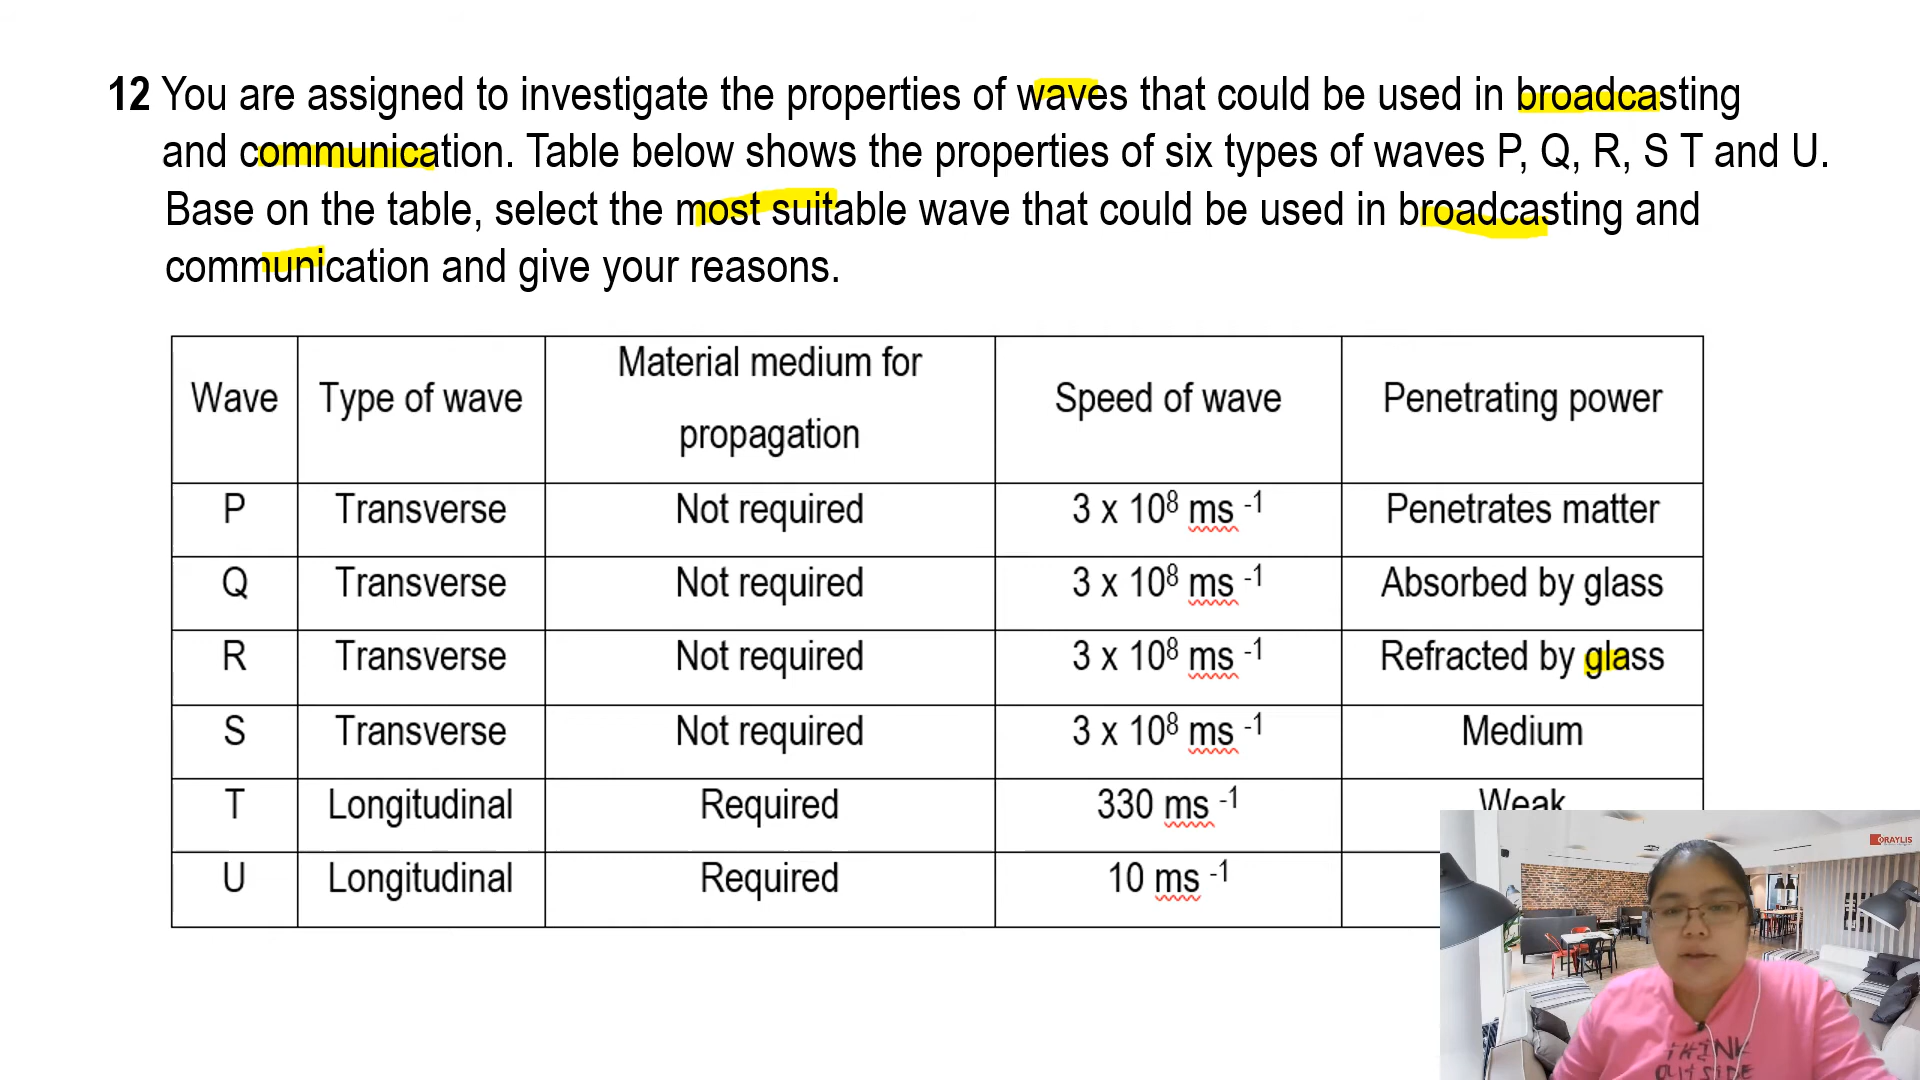 12 You are assigned to investigate the properties of waves that could be used in broadcasting
and communication. Table below shows the properties of six types of waves P, Q, R, S T and U.
Base on the table, select the most suitable wave that could be used in broadcasting and
communication and give your reasons.
Wave Type of wave Material medium for propagation Speed of wave Penetrating power
P Transverse Not required 3 x 10⁸ ms ⁻¹ Penetrates matter
Q Transverse Not required 3 x 10⁸ ms ⁻¹ Absorbed by glass
R Transverse Not required 3 x 10⁸ ms ⁻¹ Refracted by glass
S Transverse Not required 3 x 10⁸ ms ⁻¹ Medium
T Longitudinal Required 330 ms ⁻¹ Weak
U Longitudinal Required 10 ms ⁻¹
ORAYLIS
THINK
OUTSIDE